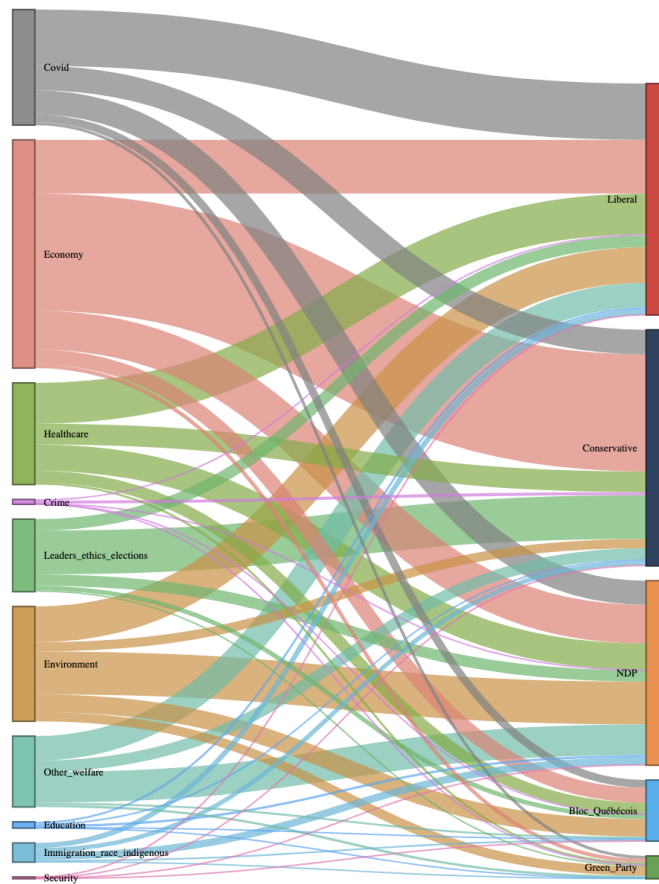 Covid
Economy
Healthcare
Crime
Leaders_ethics_elections
Environment
Other_welfare
Education
Immigration_race_indigenous
Security
Liberal
Conservative
NDP
Bloc_Québécois
Green_Party